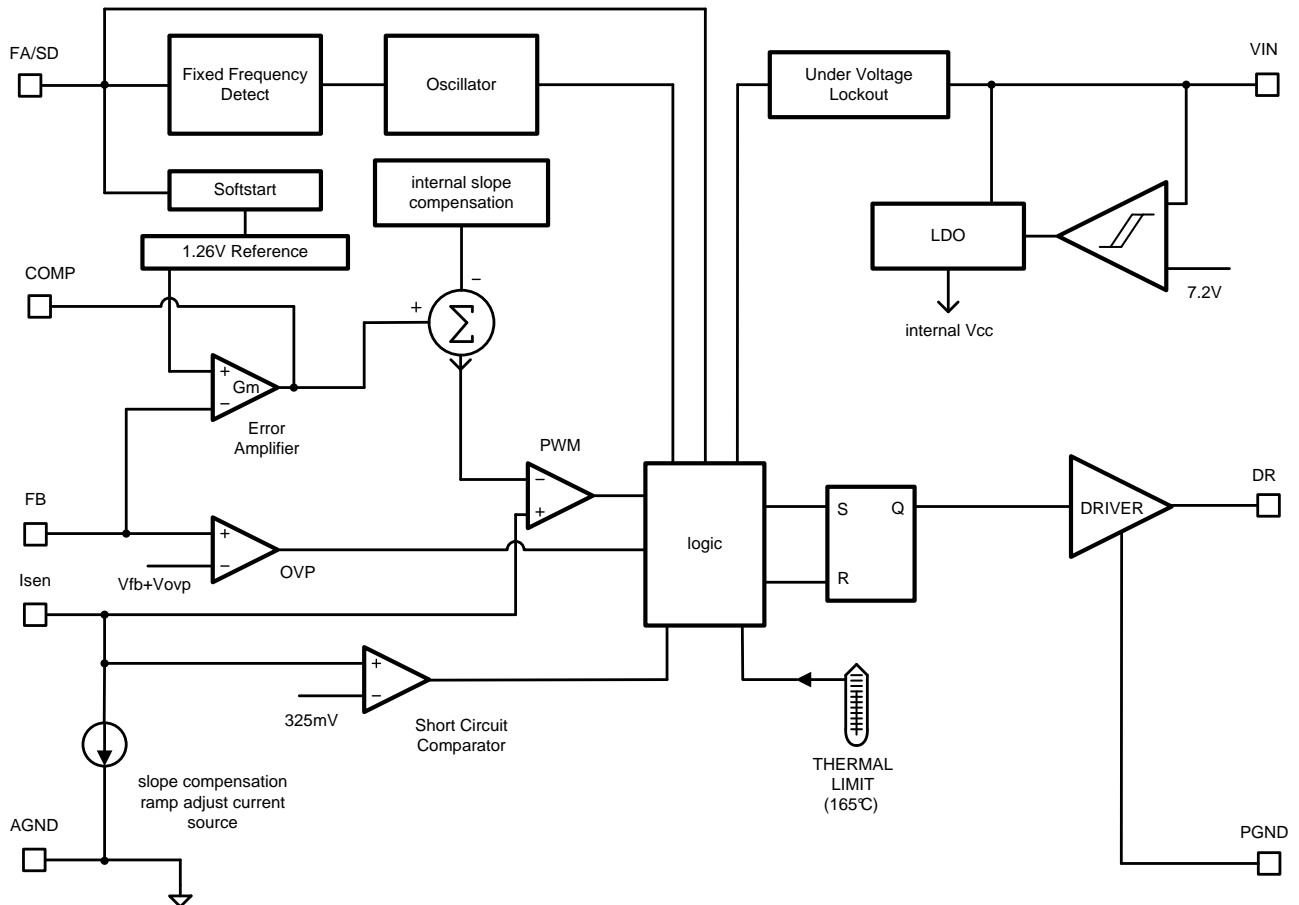 FA/SD
Fixed Frequency
Detect
Oscillator
Under Voltage
Lockout
VIN
Softstart
internal slope
compensation
1.26V Reference
LDO
COMP
7.2V
internal Vcc
−
+
Σ
+
Gm
−
Error
Amplifier
PWM
−
+
FB
+
−
OVP
Vfb+Vovp
logic
S
Q
R
DRIVER
DR
Isen
+
−
325mV
Short Circuit
Comparator
THERMAL
LIMIT
(165℃)
slope compensation
ramp adjust current
source
AGND
PGND